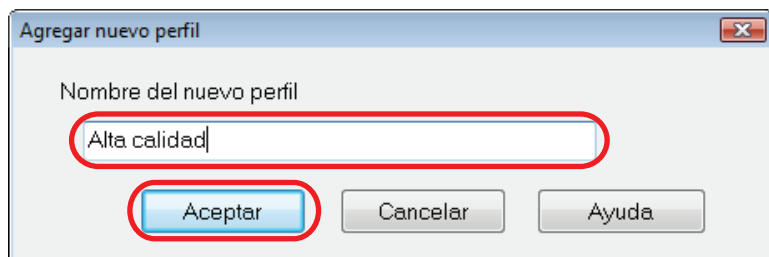 Agregar nuevo perfil
Nombre del nuevo perfil
Alta calidad
Aceptar Cancelar Ayuda